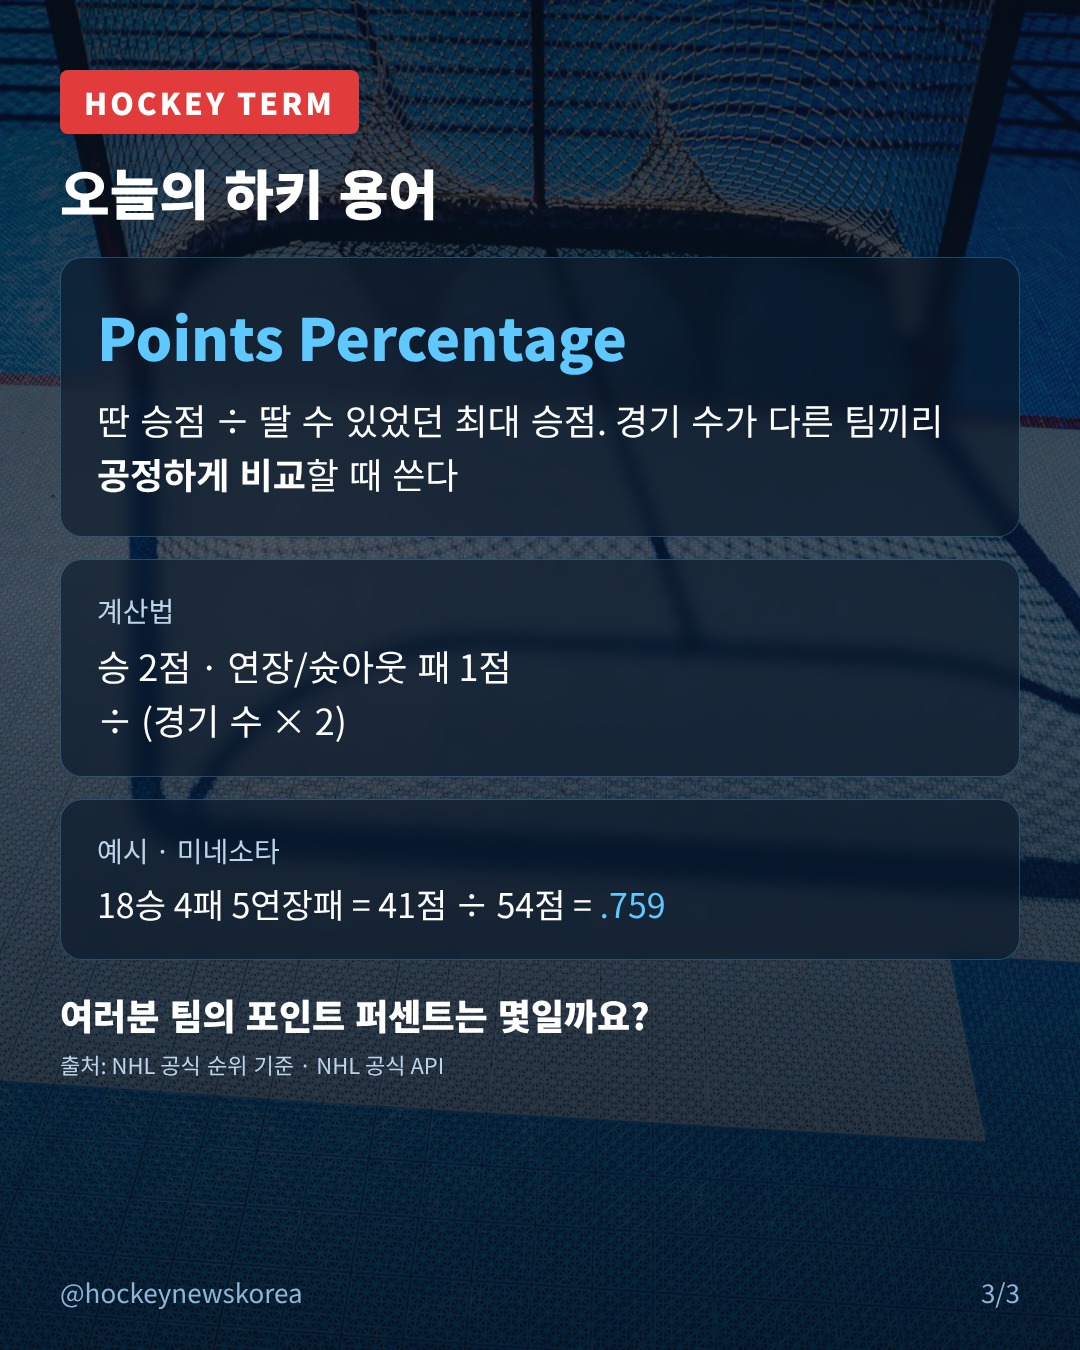 HOCKEY TERM
오늘의 하키 용어
Points Percentage
딴 승점 ÷ 딸 수 있었던 최대 승점. 경기 수가 다른 팀끼리
공정하게 비교할 때 쓴다
계산법
승 2점 · 연장/슛아웃 패 1점
÷ (경기 수 × 2)
예시 · 미네소타
18승 4패 5연장패 = 41점 ÷ 54점 = .759
여러분 팀의 포인트 퍼센트는 몇일까요?
출처: NHL 공식 순위 기준 · NHL 공식 API
@hockeynewskorea
3/3